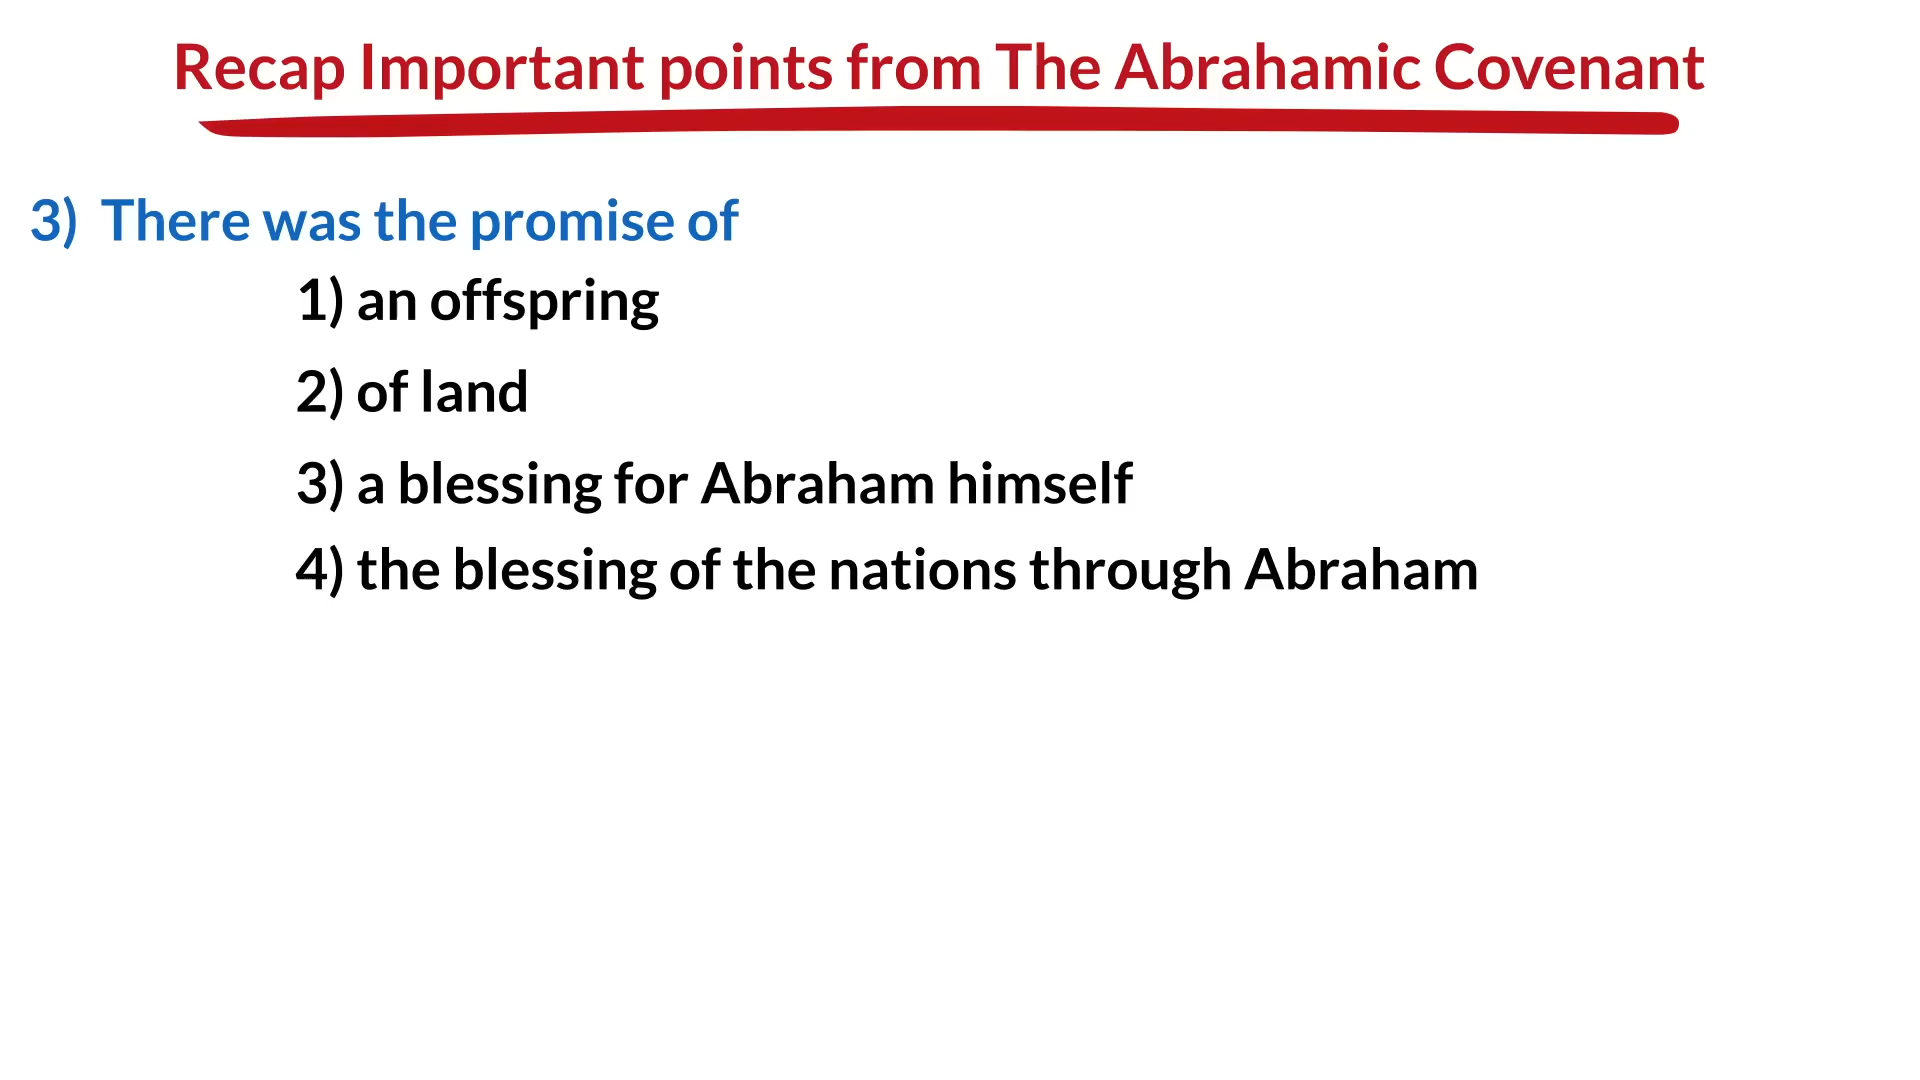 Recap Important points from The Abrahamic Covenant
3) There was the promise of
1) an offspring
2) of land
3) a blessing for Abraham himself
4) the blessing of the nations through Abraham